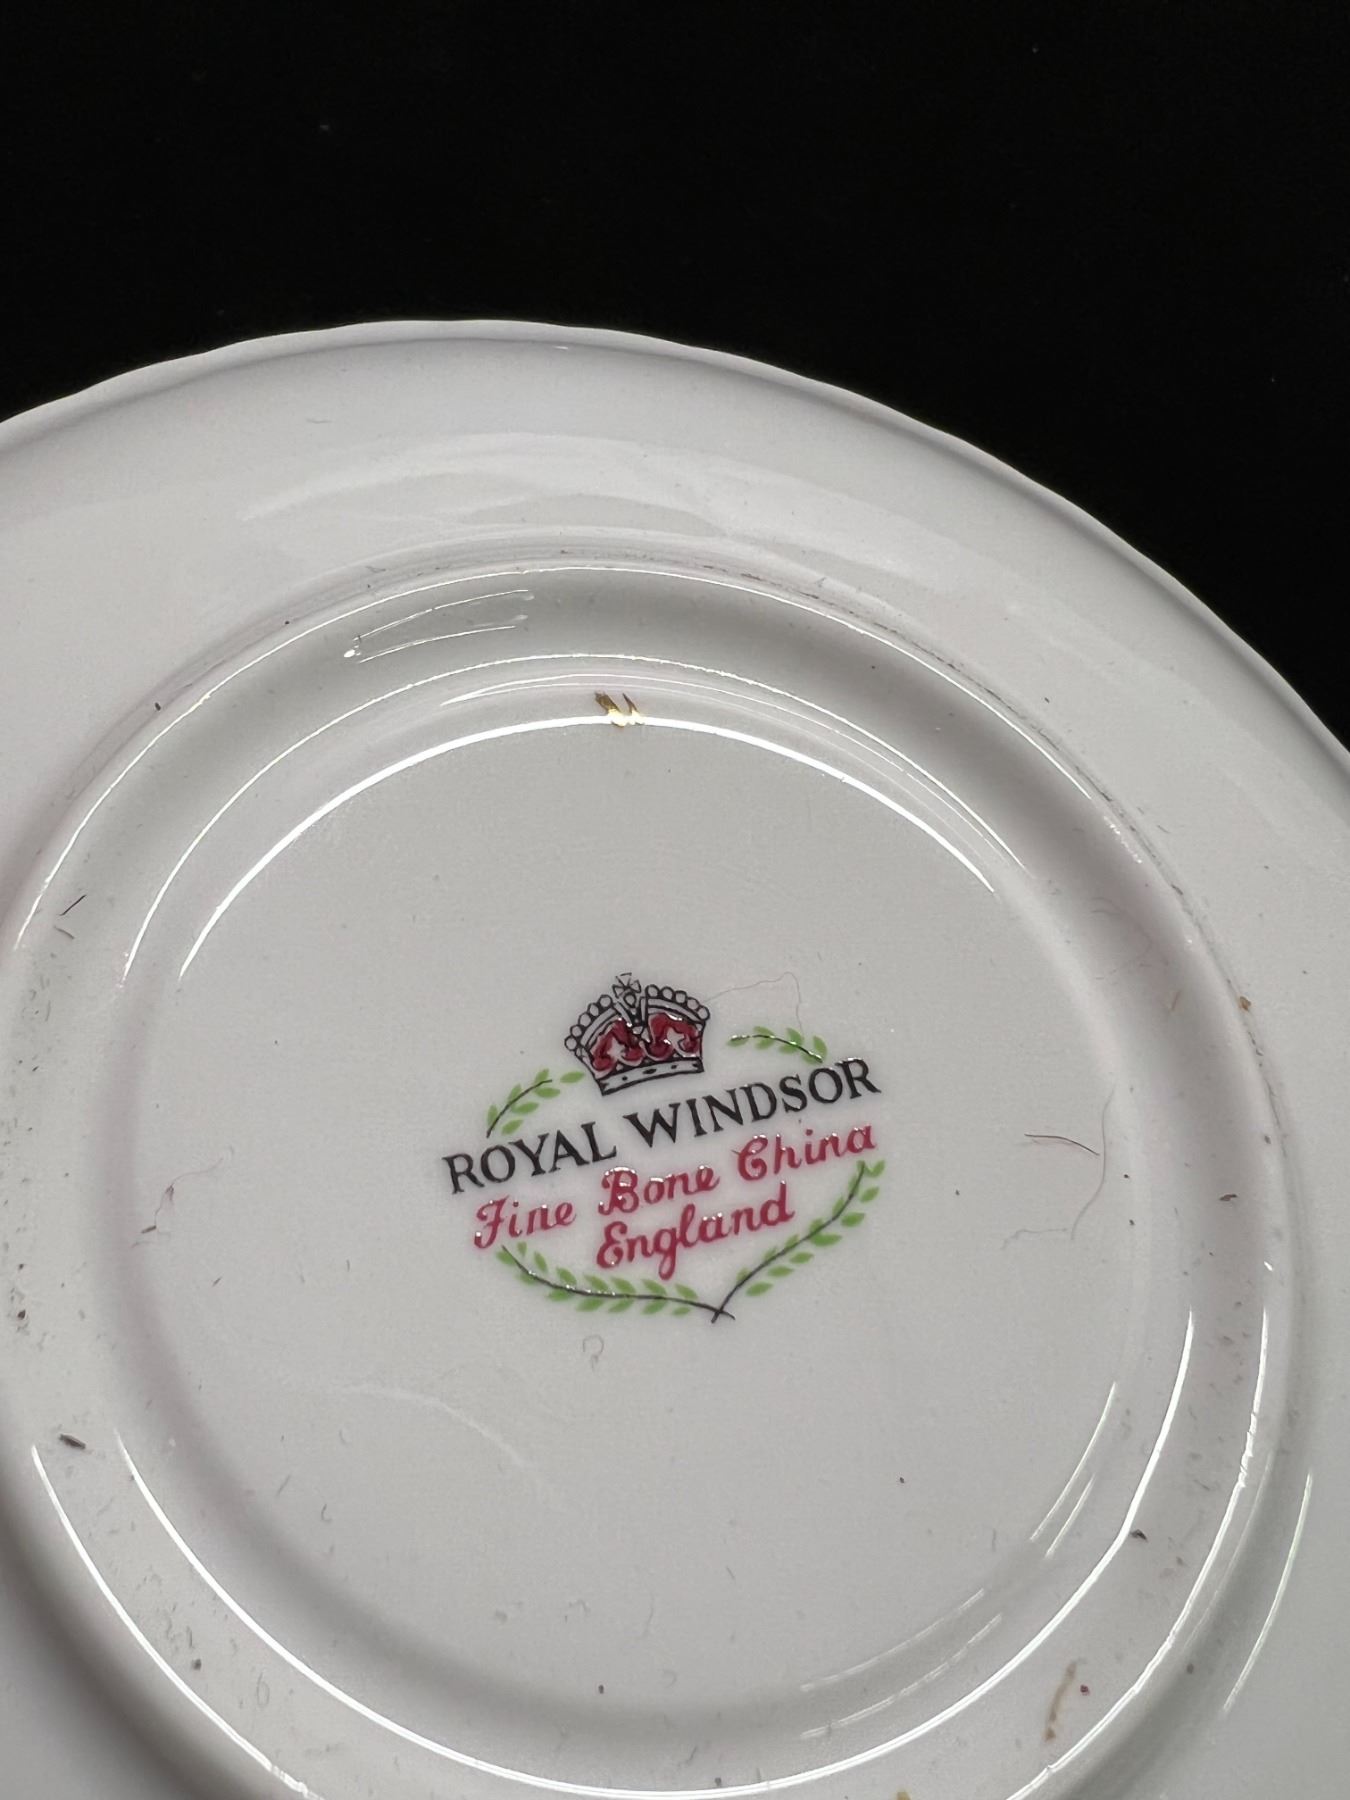 ROYAL WINDSOR
Fine Bone China
England